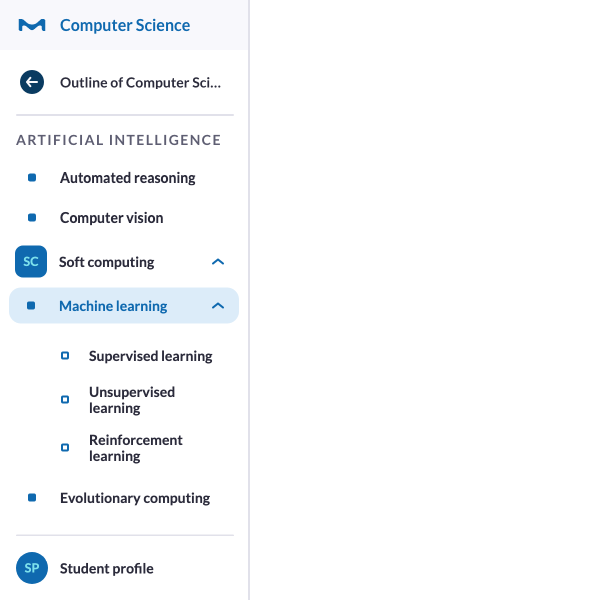 Computer Science
Outline of Computer Sci...
ARTIFICIAL INTELLIGENCE
Automated reasoning
Computer vision
SC Soft computing
Machine learning
Supervised learning
Unsupervised
learning
Reinforcement
learning
Evolutionary computing
SP Student profile